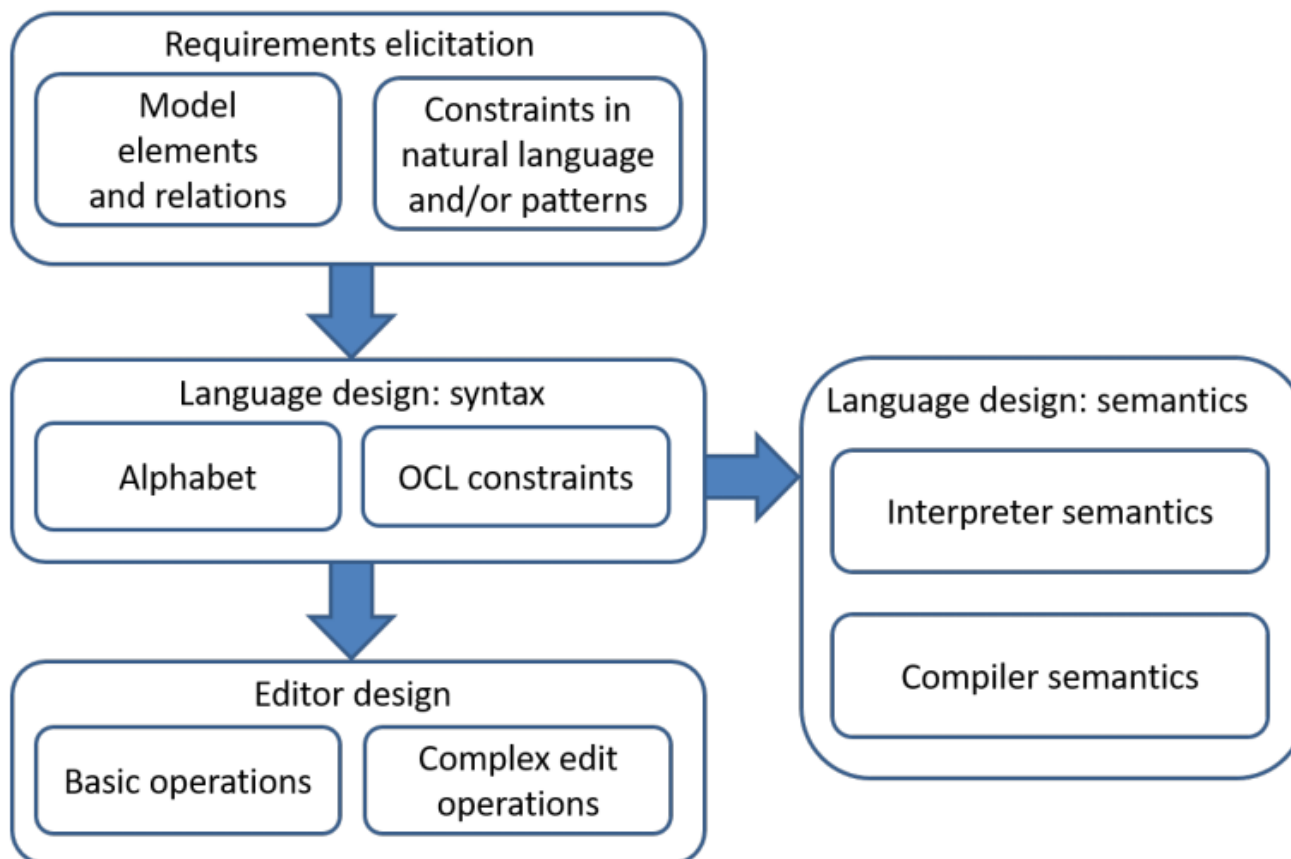 Requirements elicitation
Model
elements
and relations
Constraints in
natural language
and/or patterns
Language design: syntax
Alphabet
OCL constraints
Language design: semantics
Interpreter semantics
Compiler semantics
Editor design
Basic operations
Complex edit
operations